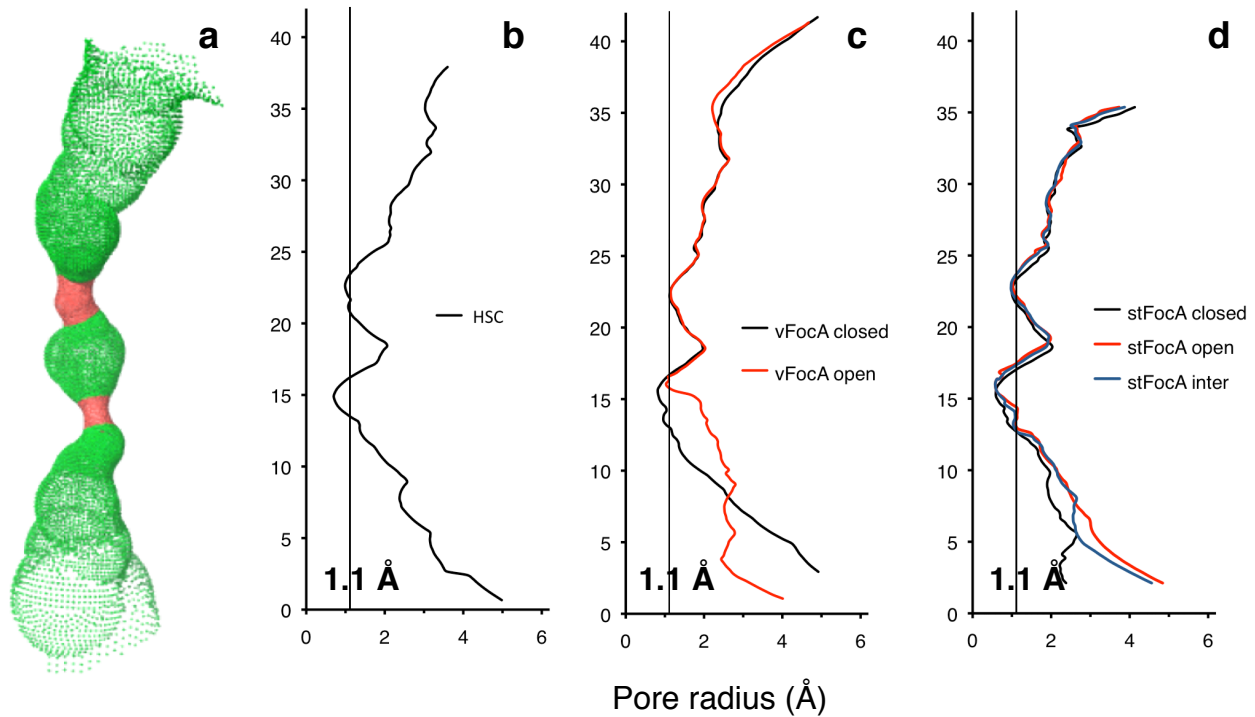 a
b
c
d
40
35
30
25
20
15
10
5
0
0
2
4
6
HSC
1.1 Å
40
35
30
25
20
15
10
5
0
0
2
4
6
vFocA closed
vFocA open
1.1 Å
40
35
30
25
20
15
10
5
0
0
2
4
6
stFocA closed
stFocA open
stFocA inter
1.1 Å
Pore radius (Å)